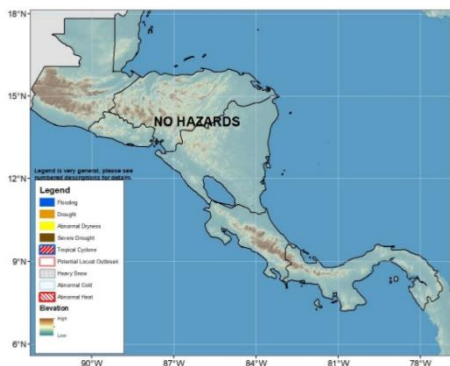 18°N
15°N
NO HAZARDS
Legend is very general, please see
numbered descriptions for details.
12°N
Legend
Flooding
Drought
Abnormal Dryness
Severe Drought
Tropical Cyclone
Potential Locust Outbreak
9°N
Heavy Snow
Abnormal Cold
Abnormal Heat
Elevation
High
Low
6°N
90°W
87°W
84°W
81°W
78°W